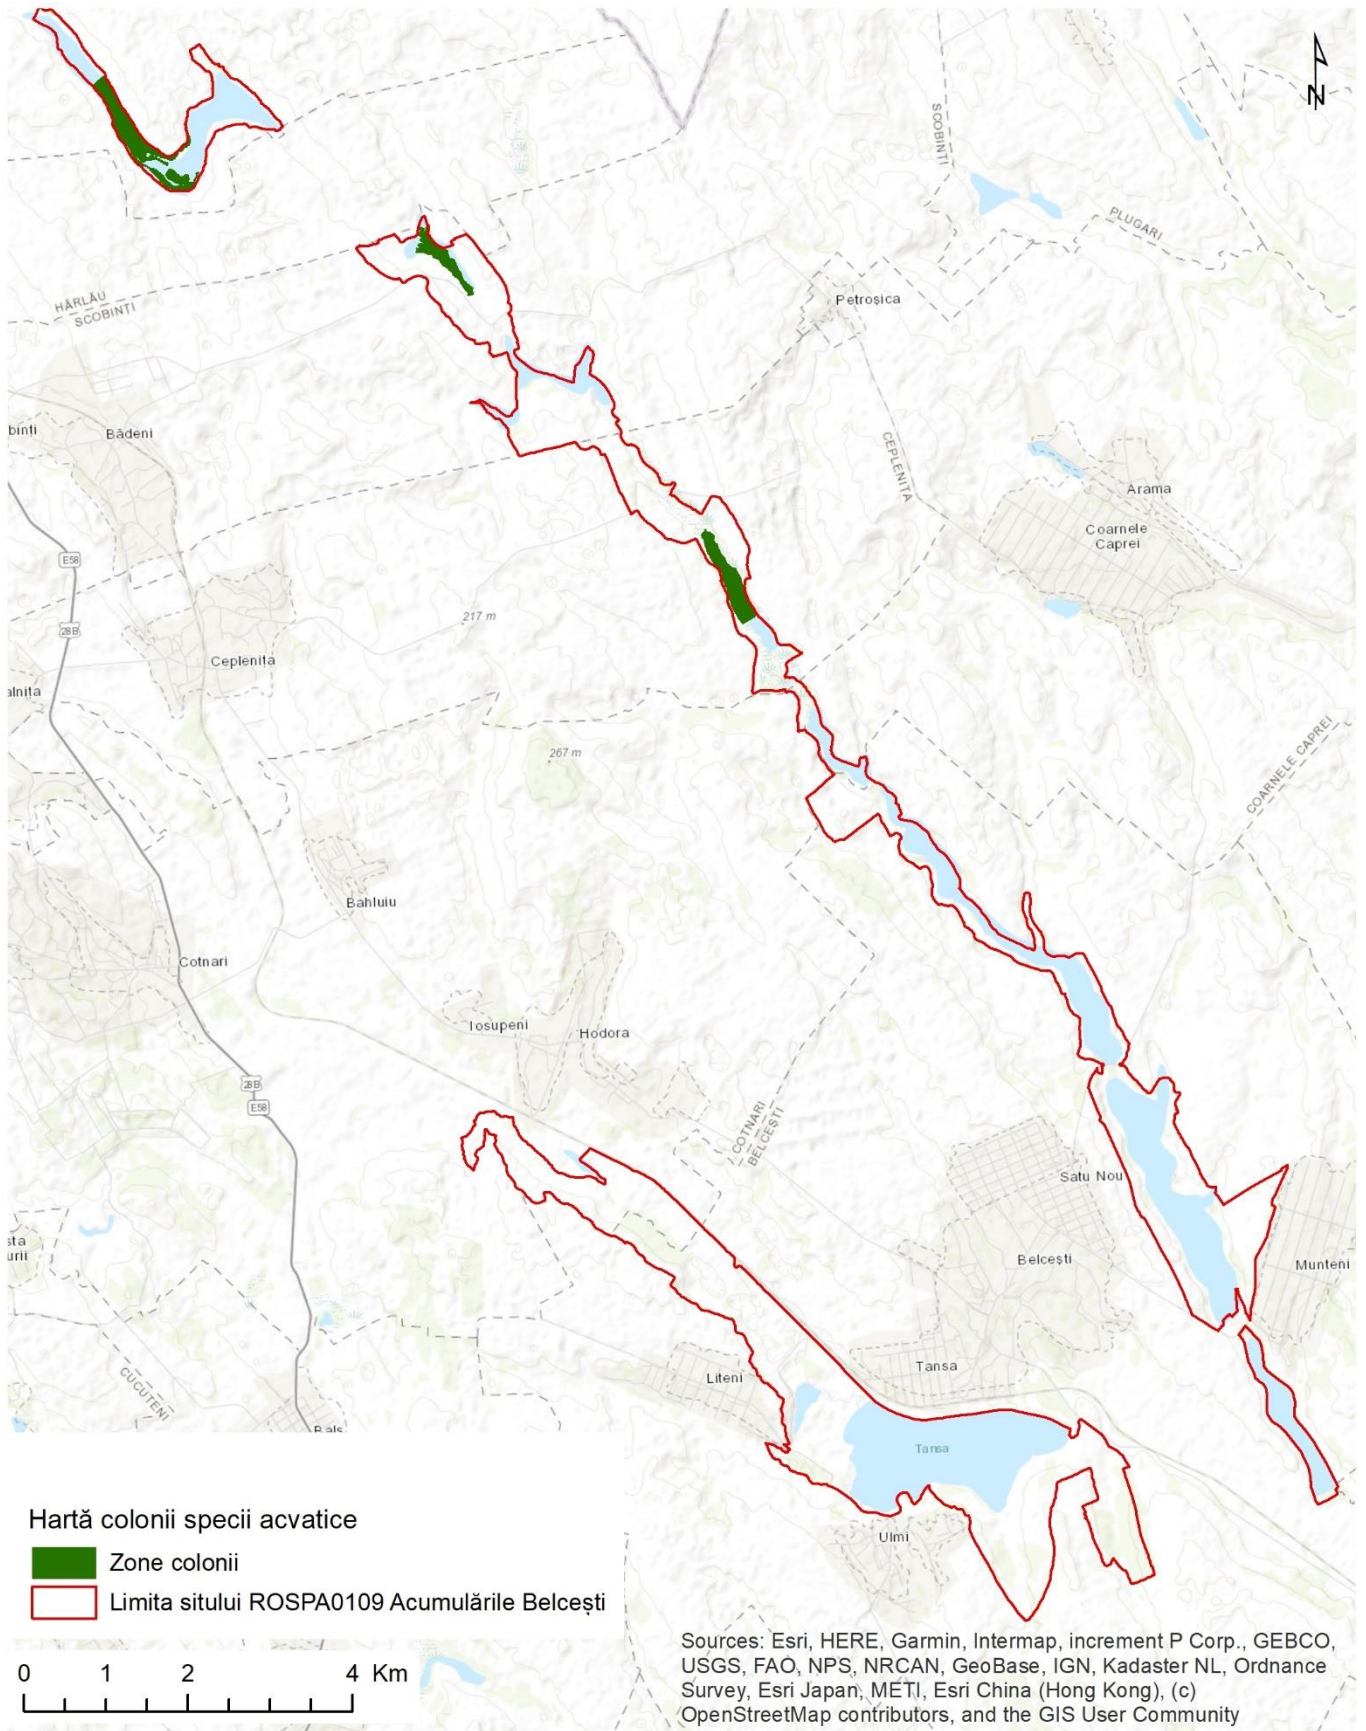 N
SCOBINTI
PLUGARI
HÂRLĂU
SCOBINTI
Petroșica
binți
Bădeni
CEPLENIȚA
Arama
Coarnele
Caprei
E58
28B
217 m
Ceplenița
alnița
267 m
COARNELE CAPREI
Bahluiu
Cotnari
Iosupeni
Hodora
28B
E58
COTNARI
BELCEȘTI
Satu Nou
sta
urii
Belcești
Munteni
CUCUTENI
Liteni
Tansa
Bals
Tansa
Ulmi
Hartă colonii specii acvatice
Zone colonii
Limita sitului ROSPA0109 Acumulările Belcești
0 1 2 4 Km
Sources: Esri, HERE, Garmin, Intermap, increment P Corp., GEBCO,
USGS, FAO, NPS, NRCAN, GeoBase, IGN, Kadaster NL, Ordnance
Survey, Esri Japan, METI, Esri China (Hong Kong), (c)
OpenStreetMap contributors, and the GIS User Community